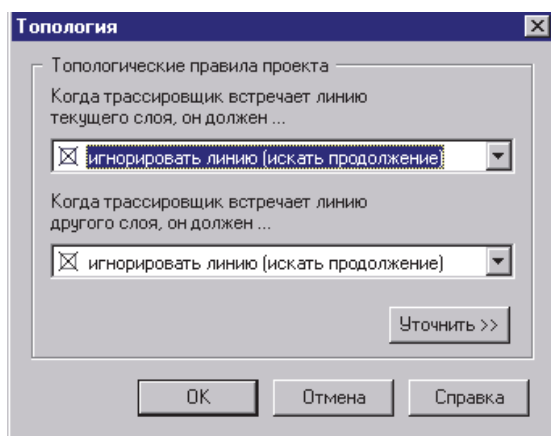 Топология
Топологические правила проекта
Когда трассировщик встречает линию
текущего слоя, он должен ...
игнорировать линию (искать продолжение)
Когда трассировщик встречает линию
другого слоя, он должен ...
игнорировать линию (искать продолжение)
Уточнить >>
OK
Отмена
Справка